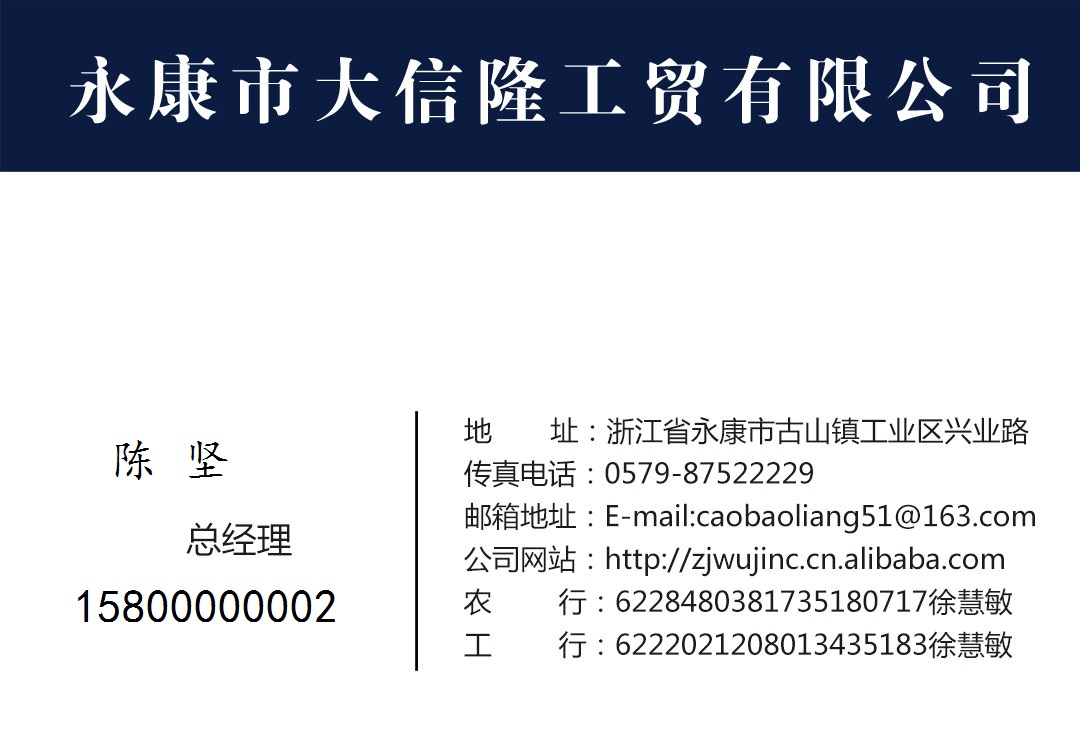 永康市大信隆工贸有限公司
陈 坚
总经理
15800000002
地 址：浙江省永康市古山镇工业区兴业路
传真电话：0579-87522229
邮箱地址：E-mail:caobaoliang51@163.com
公司网站：http://zjwujinc.cn.alibaba.com
农 行：6228480381735180717徐慧敏
工 行：6222021208013435183徐慧敏